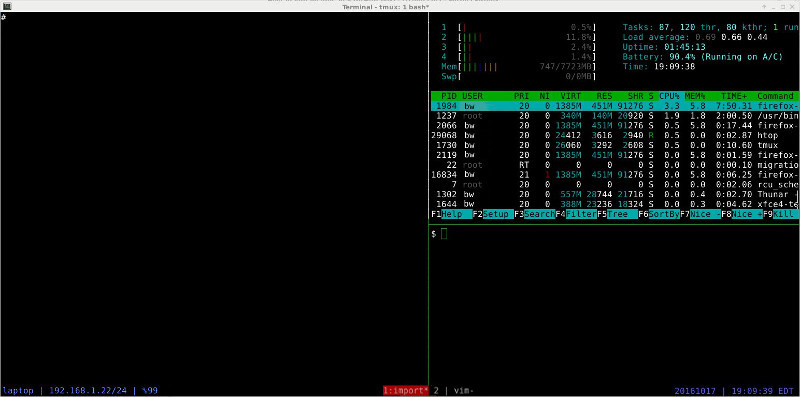 Terminal - tmux: 1 bash*
#
1 [| 0.5%] Tasks: 87, 120 thr, 80 kthr; 1 run
2 [|||| 11.8%] Load average: 0.69 0.66 0.44
3 [|| 2.4%] Uptime: 01:45:13
4 [|| 1.4%] Battery: 90.4% (Running on A/C)
Mem[||||||| 747/7723MB] Time: 19:09:38
Swp[ 0/0MB]
PID USER PRI NI VIRT RES SHR S CPU% MEM% TIME+ Command
1984 bw 20 0 1385M 451M 91276 S 3.3 5.8 7:50.31 firefox-
1237 root 20 0 340M 140M 20920 S 1.9 1.8 2:00.50 /usr/bin
2066 bw 20 0 1385M 451M 91276 S 0.5 5.8 0:17.44 firefox-
29068 bw 20 0 24412 3616 2940 R 0.5 0.0 0:02.87 htop
1730 bw 20 0 26060 3292 2608 S 0.5 0.0 0:10.60 tmux
2119 bw 20 0 1385M 451M 91276 S 0.0 5.8 0:01.59 firefox-
22 root RT 0 0 0 0 S 0.0 0.0 0:00.11 migratio
16834 bw 21 1 1385M 451M 91276 S 0.0 5.8 0:06.25 firefox-
7 root 20 0 0 0 0 S 0.0 0.0 0:02.06 rcu_sche
1302 bw 20 0 557M 28744 21716 S 0.0 0.4 0:02.70 Thunar -
1644 bw 20 0 388M 23236 18324 S 0.0 0.3 0:04.62 xfce4-te
F1Help F2Setup F3SearchF4FilterF5Tree F6SortByF7Nice -F8Nice +F9Kill
$
laptop | 192.168.1.22/24 | %99 1:import* 2 | vim- 20161017 | 19:09:39 EDT